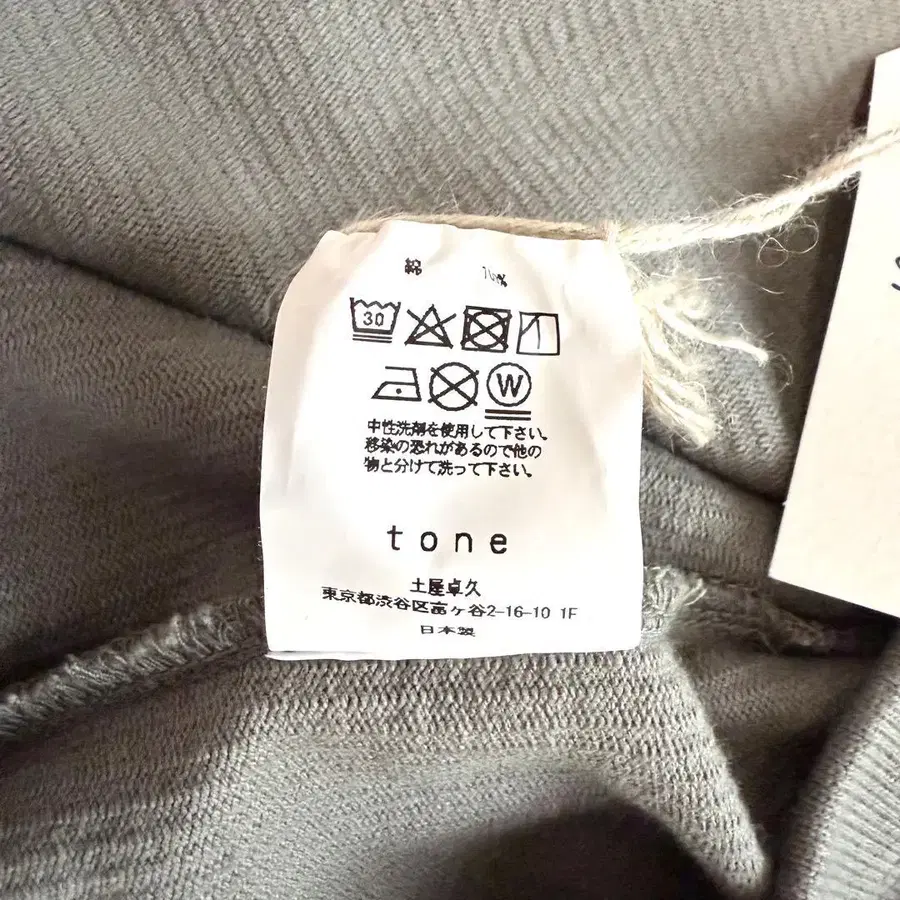 綿
30
W
中性洗剤を使用して下さい。
移染の恐れがあるので他の
物と分けて洗って下さい。
tone
土屋卓久
東京都渋谷区富ヶ谷2-16-10 1F
日本製